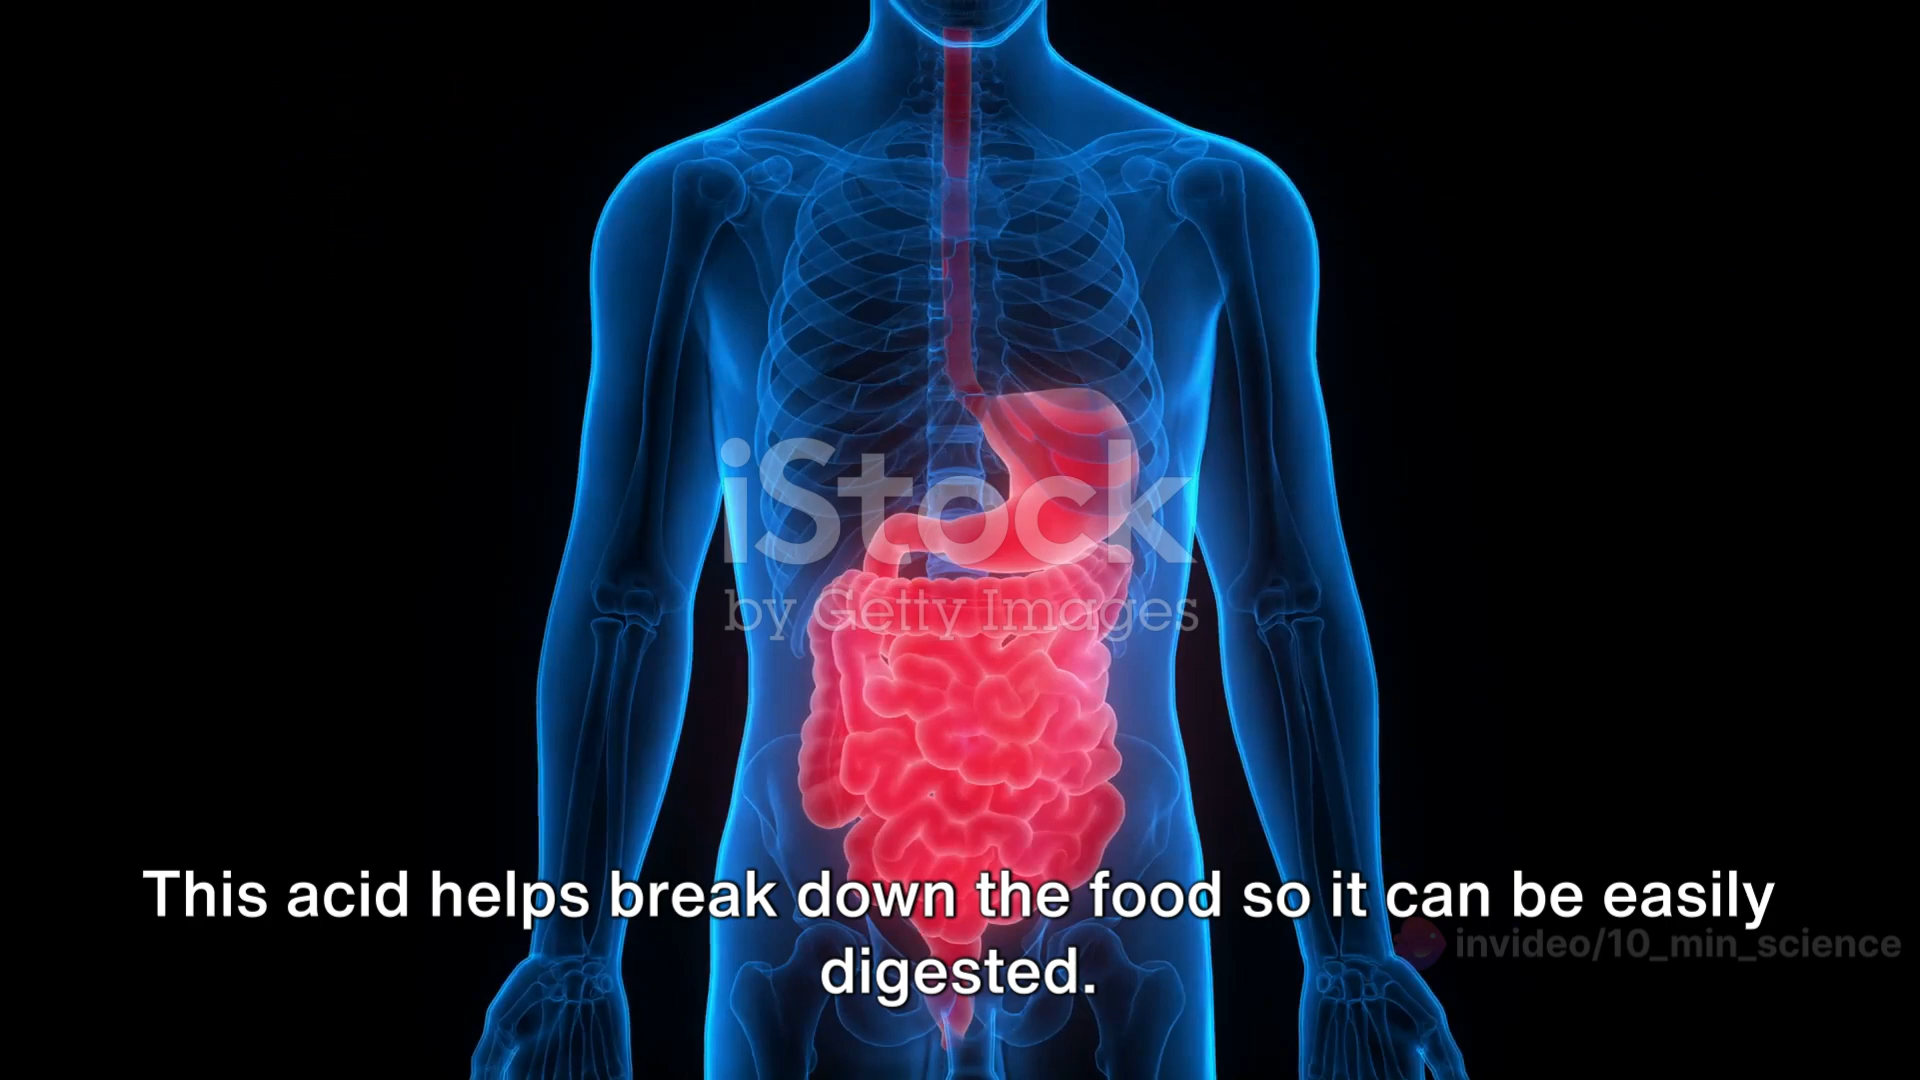 iStock
by Getty Images
This acid helps break down the food so it can be easily
invideo/10_min_science
digested.